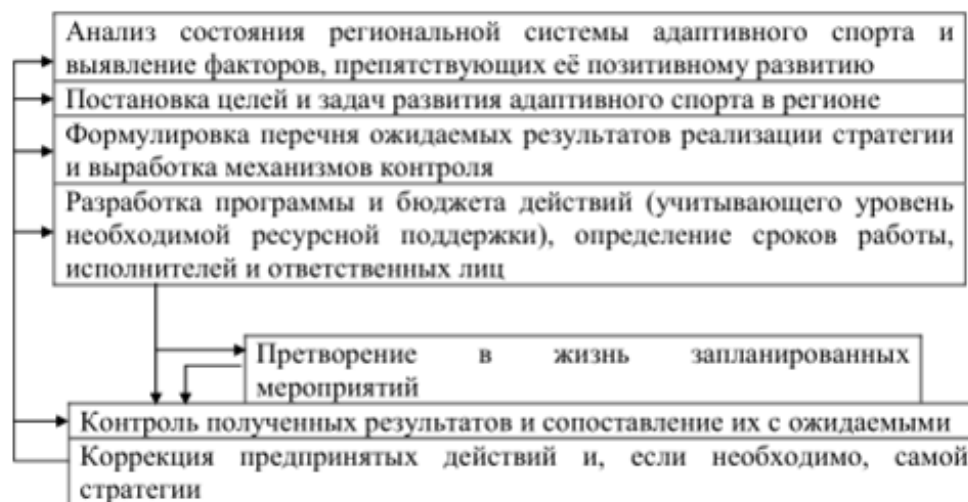 Анализ состояния региональной системы адаптивного спорта и
выявление факторов, препятствующих её позитивному развитию
Постановка целей и задач развития адаптивного спорта в регионе
Формулировка перечня ожидаемых результатов реализации стратегии
и выработка механизмов контроля
Разработка программы и бюджета действий (учитывающего уровень
необходимой ресурсной поддержки), определение сроков работы,
исполнителей и ответственных лиц
Претворение в жизнь запланированных
мероприятий
Контроль полученных результатов и сопоставление их с ожидаемыми
Коррекция предпринятых действий и, если необходимо, самой
стратегии